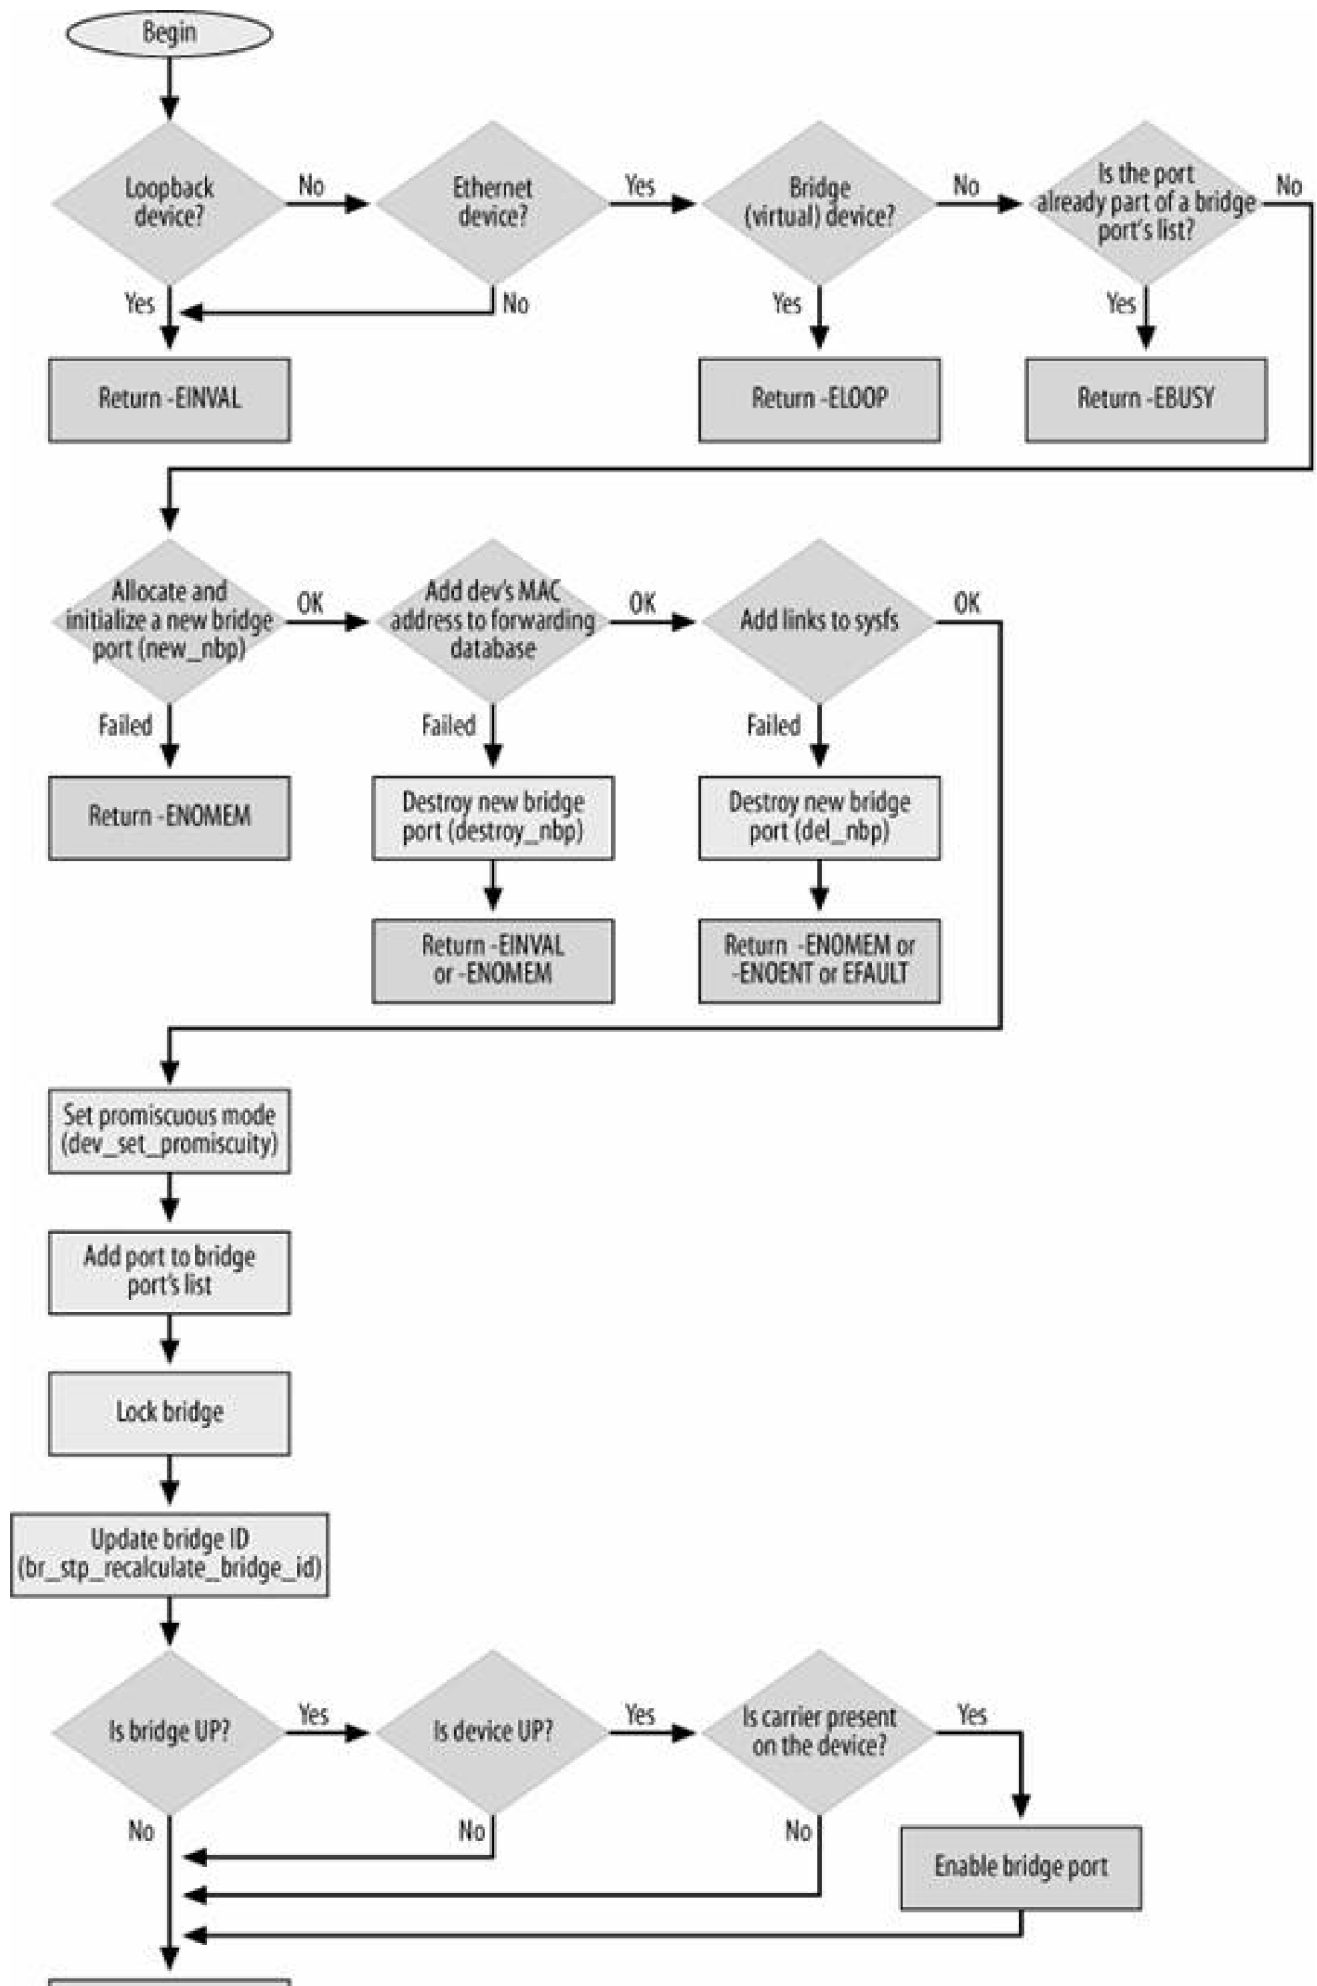 Begin
Loopback
device?
No
Ethernet
device?
Yes
Bridge
(virtual) device?
No
Is the port
already part of a bridge
port's list?
No
Yes
No
Yes
Yes
Return -EINVAL
Return -ELOOP
Return -EBUSY
Allocate and
initialize a new bridge
port (new_nbp)
OK
Add dev's MAC
address to forwarding
database
OK
Add links to sysfs
OK
Failed
Failed
Failed
Return -ENOMEM
Destroy new bridge
port (destroy_nbp)
Destroy new bridge
port (del_nbp)
Return -EINVAL
or -ENOMEM
Return -ENOMEM or
-ENOENT or EFAULT
Set promiscuous mode
(dev_set_promiscuity)
Add port to bridge
port's list
Lock bridge
Update bridge ID
(br_stp_recalculate_bridge_id)
Is bridge UP?
Yes
Is device UP?
Yes
Is carrier present
on the device?
Yes
No
No
No
Enable bridge port